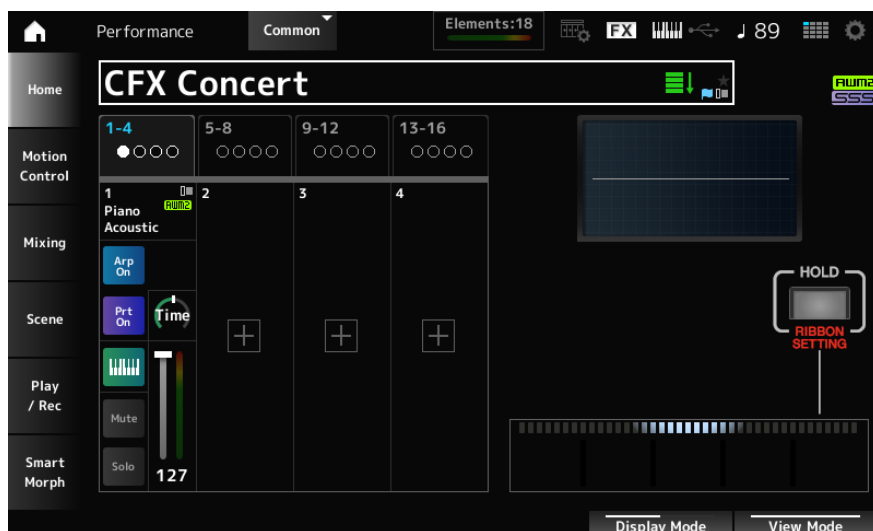 Performance
Common
Elements:18
FX
♩ 89
Home
CFX Concert
AWM2
SSS
1-4
5-8
9-12
13-16
Motion
Control
1
2
3
4
Piano
AWM2
Acoustic
Mixing
Arp
On
HOLD
Scene
Prt
On
Time
RIBBON
SETTING
Play
/ Rec
Mute
Smart
Morph
Solo
127
Display Mode
View Mode